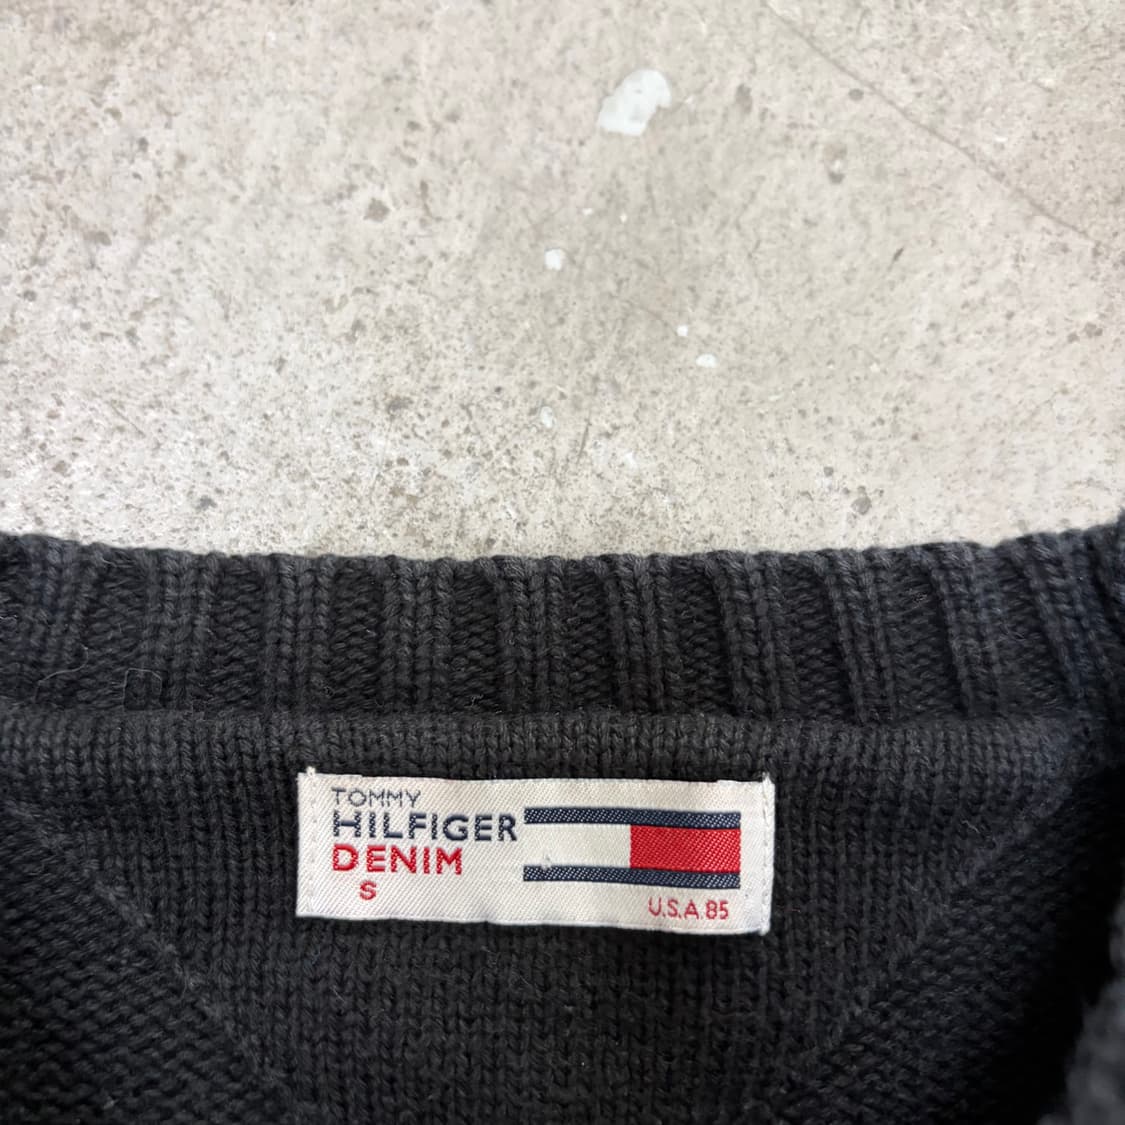 TOMMY
HILFIGER
DENIM
S
U.S.A.85